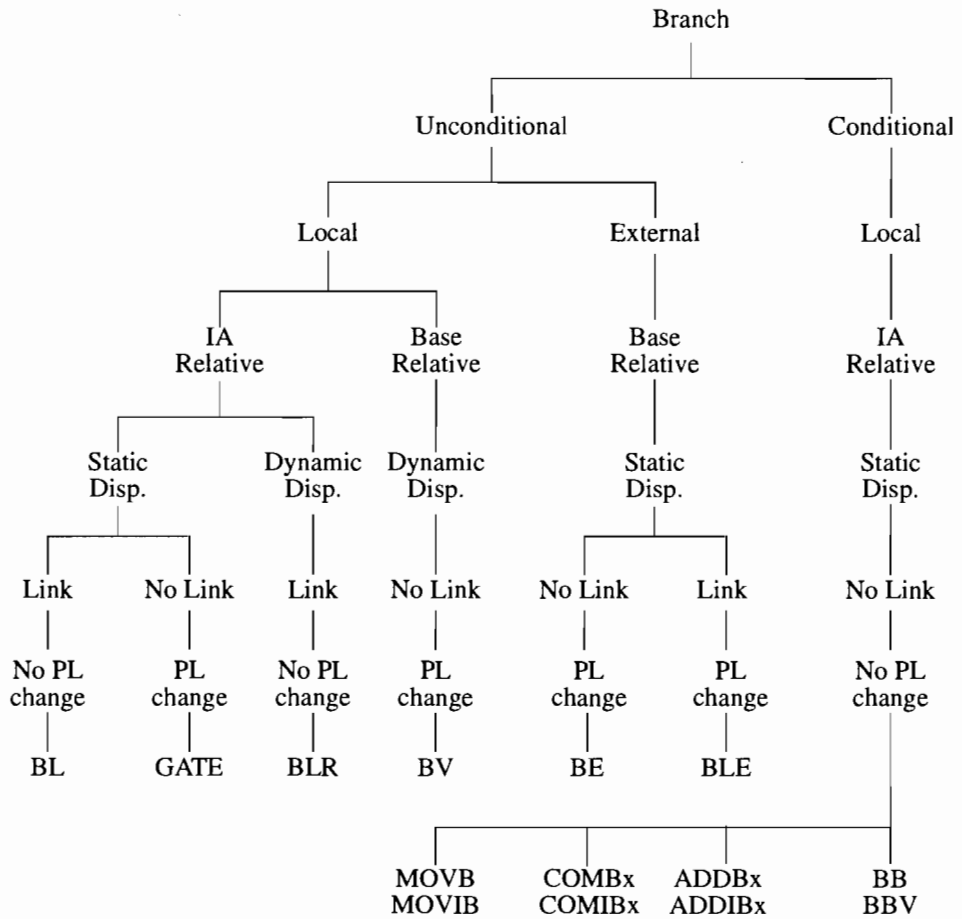 Branch
Unconditional Conditional
Local External Local
IA Base Base IA
Relative Relative Relative Relative
Static Dynamic Dynamic Static Static
Disp. Disp. Disp. Disp. Disp.
Link No Link Link No Link No Link Link No Link
No PL PL No PL PL PL PL No PL
change change change change change change change
BL GATE BLR BV BE BLE
MOVB COMBx ADDBx BB
MOVIB COMIBx ADDIBx BBV